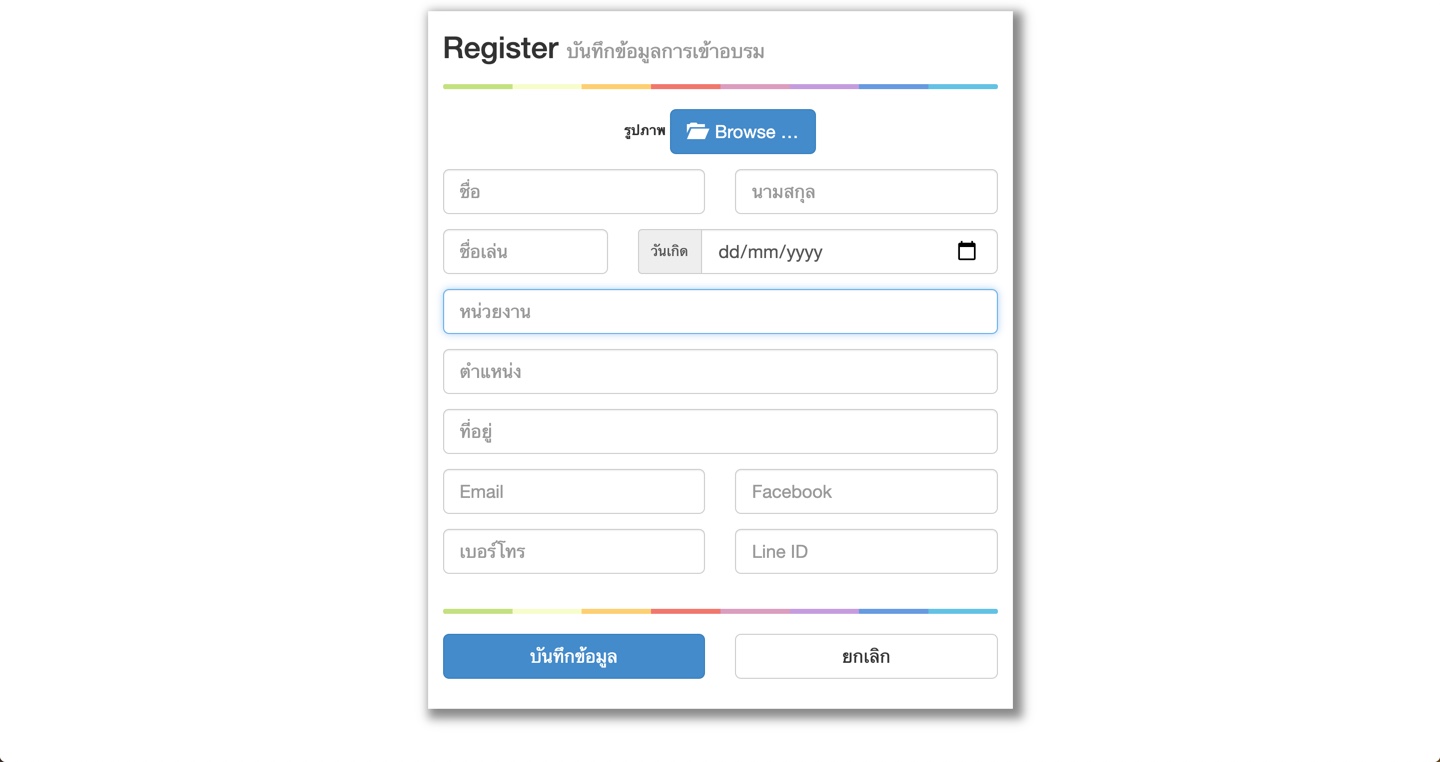 Register บันทึกข้อมูลการเข้าอบรม
รูปภาพ Browse ...
ชื่อ นามสกุล
ชื่อเล่น วันเกิด dd/mm/yyyy
หน่วยงาน
ตำแหน่ง
ที่อยู่
Email Facebook
เบอร์โทร Line ID
บันทึกข้อมูล ยกเลิก